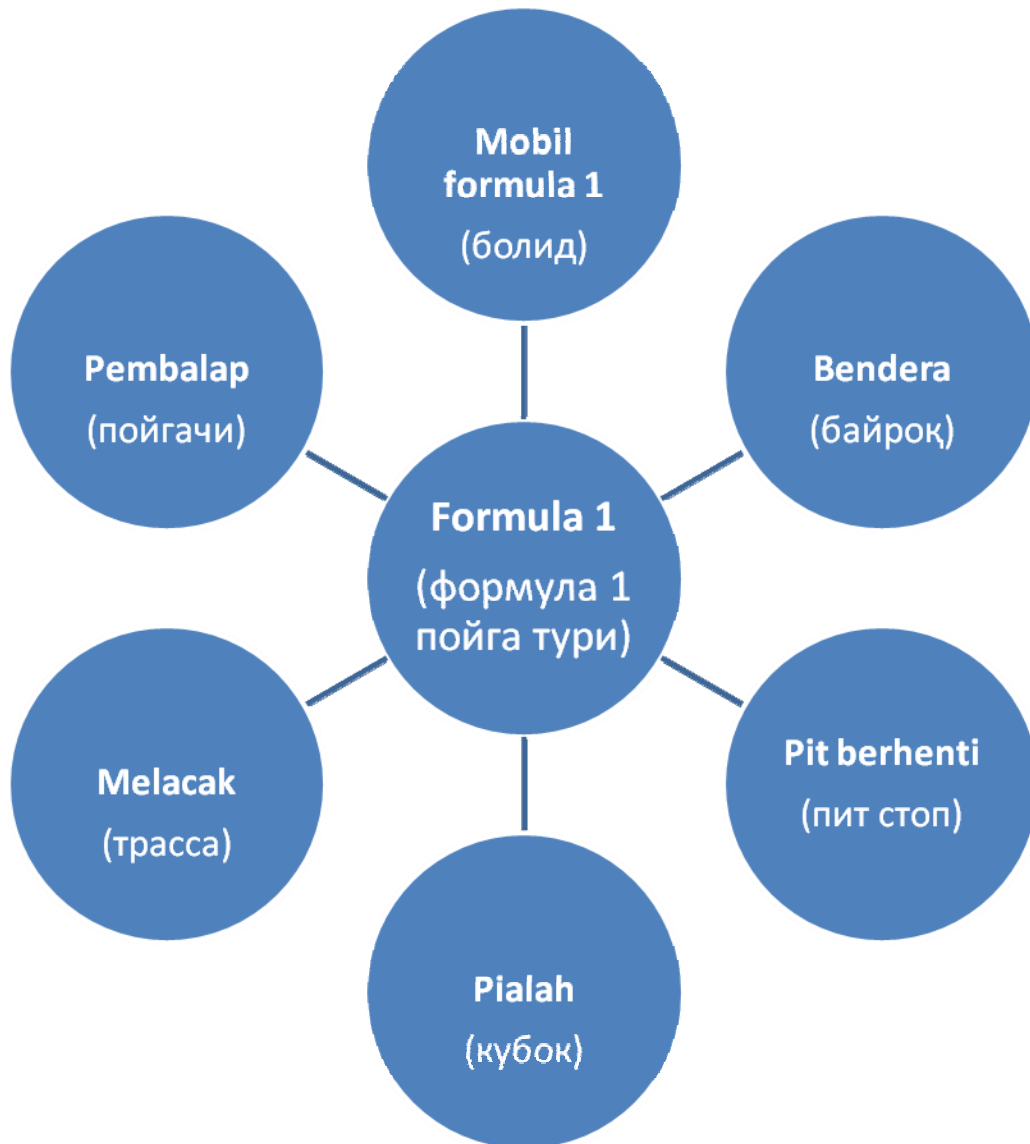 Mobil
formula 1
(болид)
Pembalap
(пойгачи)
Bendera
(байроқ)
Formula 1
(формула 1
пойга тури)
Melacak
(трасса)
Pit berhenti
(пит стоп)
Pialah
(кубок)